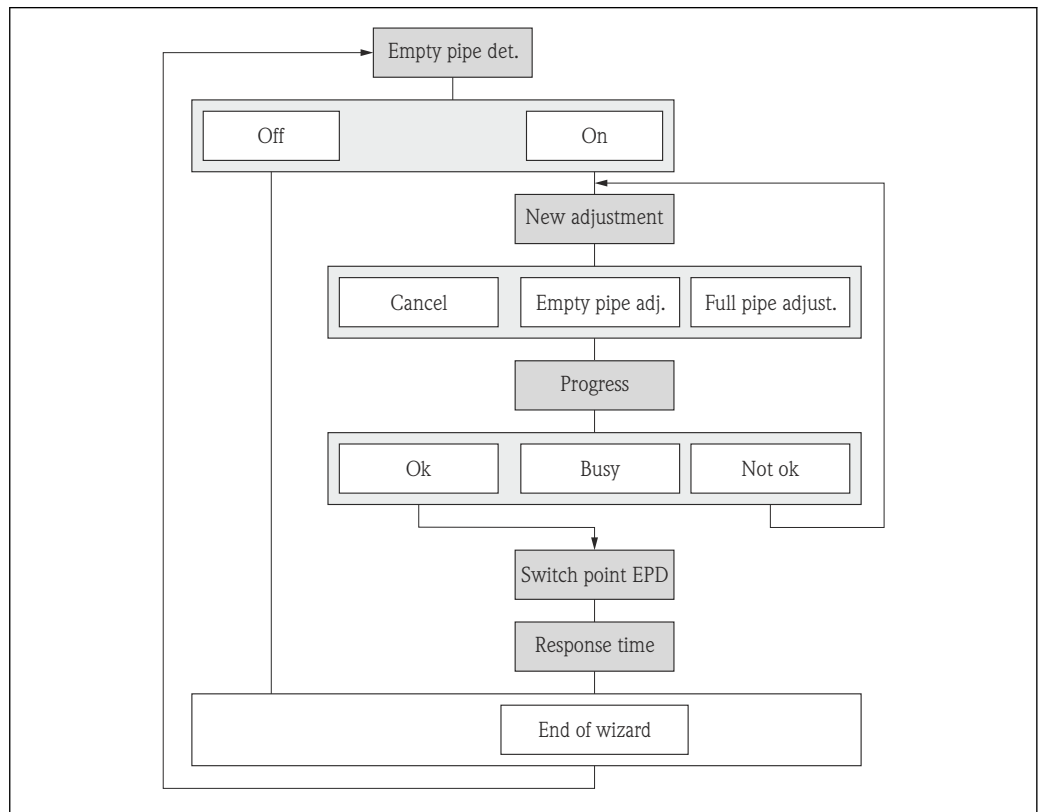 Empty pipe det.
Off
On
New adjustment
Cancel
Empty pipe adj.
Full pipe adjust.
Progress
Ok
Busy
Not ok
Switch point EPD
Response time
End of wizard